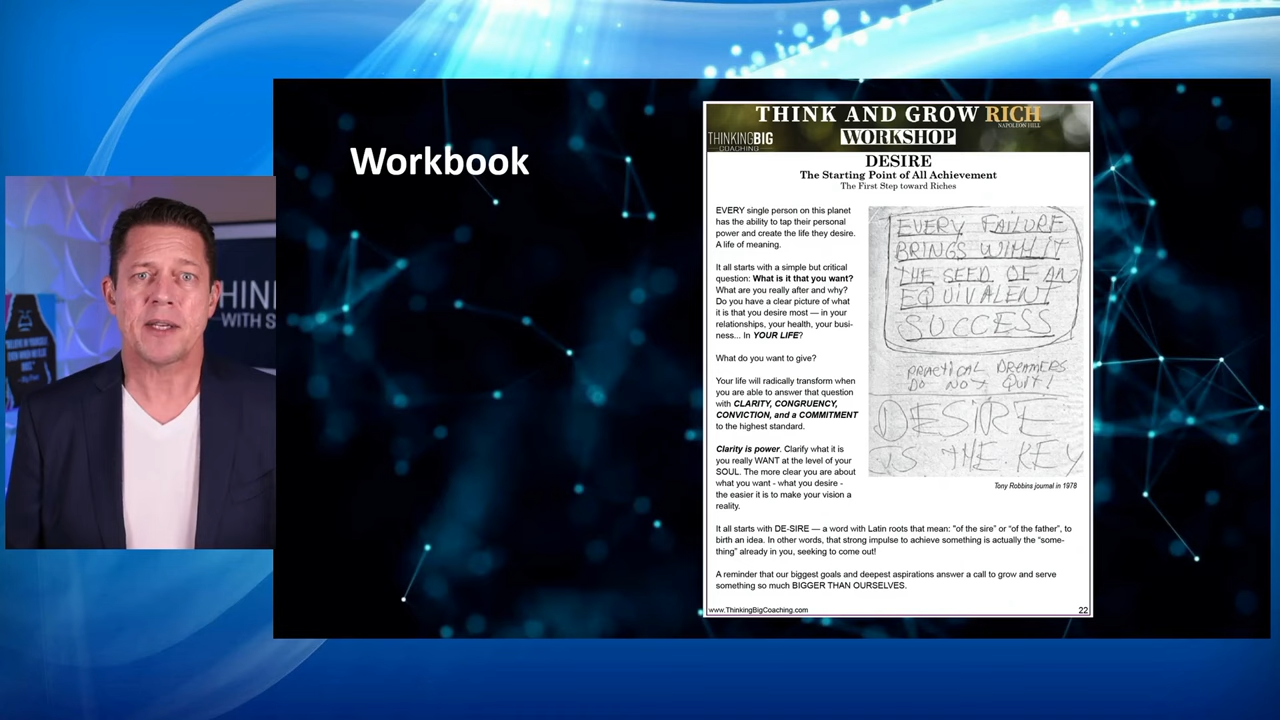 Workbook
THINK AND GROW RICH
NAPOLEON HILL
WORKSHOP
THINKINGBIG
COACHING
DESIRE
The Starting Point of All Achievement
The First Step toward Riches
EVERY single person on this planet
has the ability to tap their personal
power and create the life they desire.
A life of meaning.
It all starts with a simple but critical
question: What is it that you want?
What are you really after and why?
Do you have a clear picture of what
it is that you desire most — in your
relationships, your health, your busi-
ness... In YOUR LIFE?
What do you want to give?
Your life will radically transform when
you are able to answer that question
with CLARITY, CONGRUENCY,
CONVICTION, and a COMMITMENT
to the highest standard.
Clarity is power. Clarify what it is
you really WANT at the level of your
SOUL. The more clear you are about
what you want - what you desire -
the easier it is to make your vision a
reality.
EVERY FAILURE
BRINGS WITH IT
THE SEED OF AN
EQUIVALENT
SUCCESS
PRACTICAL DREAMERS
DO NOT QUIT!
DESIRE
IS THE KEY
Tony Robbins journal in 1978
It all starts with DE-SIRE — a word with Latin roots that mean: "of the sire" or "of the father", to
birth an idea. In other words, that strong impulse to achieve something is actually the "some-
thing" already in you, seeking to come out!
A reminder that our biggest goals and deepest aspirations answer a call to grow and serve
something so much BIGGER THAN OURSELVES.
www.ThinkingBigCoaching.com
22
HIN
WITH S